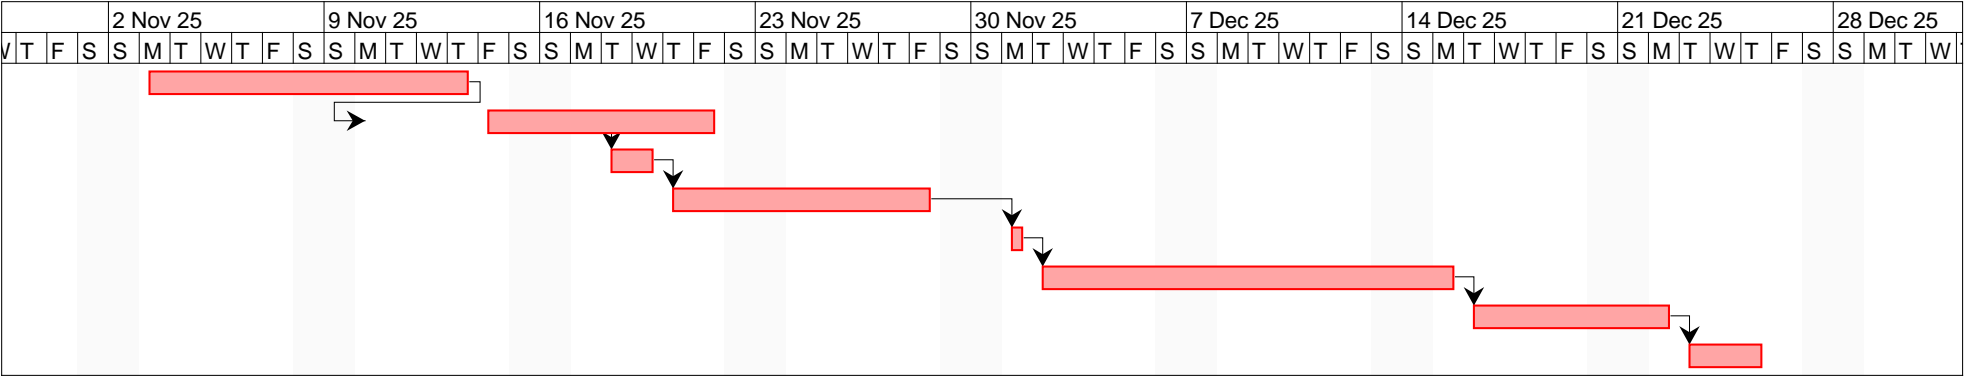 2 Nov 25 9 Nov 25 16 Nov 25 23 Nov 25 30 Nov 25 7 Dec 25 14 Dec 25 21 Dec 25 28 Dec 25
T F S S M T W T F S S M T W T F S S M T W T F S S M T W T F S S M T W T F S S M T W T F S S M T W T F S S M T W T F S S M T W